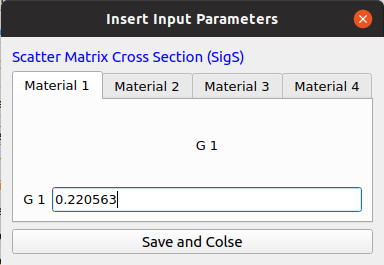 Insert Input Parameters
Scatter Matrix Cross Section (SigS)
Material 1 Material 2 Material 3 Material 4
G 1
G 1 0.220563
Save and Colse